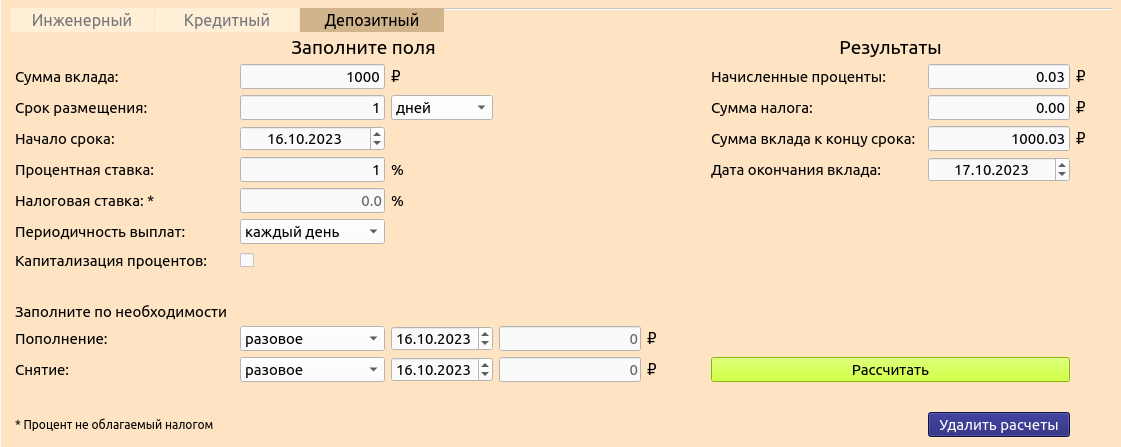 Инженерный Кредитный Депозитный
Заполните поля
Сумма вклада: 1000 ₽
Срок размещения: 1 дней
Начало срока: 16.10.2023
Процентная ставка: 1 %
Налоговая ставка: * 0.0 %
Периодичность выплат: каждый день
Капитализация процентов:
Заполните по необходимости
Пополнение: разовое 16.10.2023 0 ₽
Снятие: разовое 16.10.2023 0 ₽
* Процент не облагаемый налогом
Результаты
Начисленные проценты: 0.03 ₽
Сумма налога: 0.00 ₽
Сумма вклада к концу срока: 1000.03 ₽
Дата окончания вклада: 17.10.2023
Рассчитать
Удалить расчеты